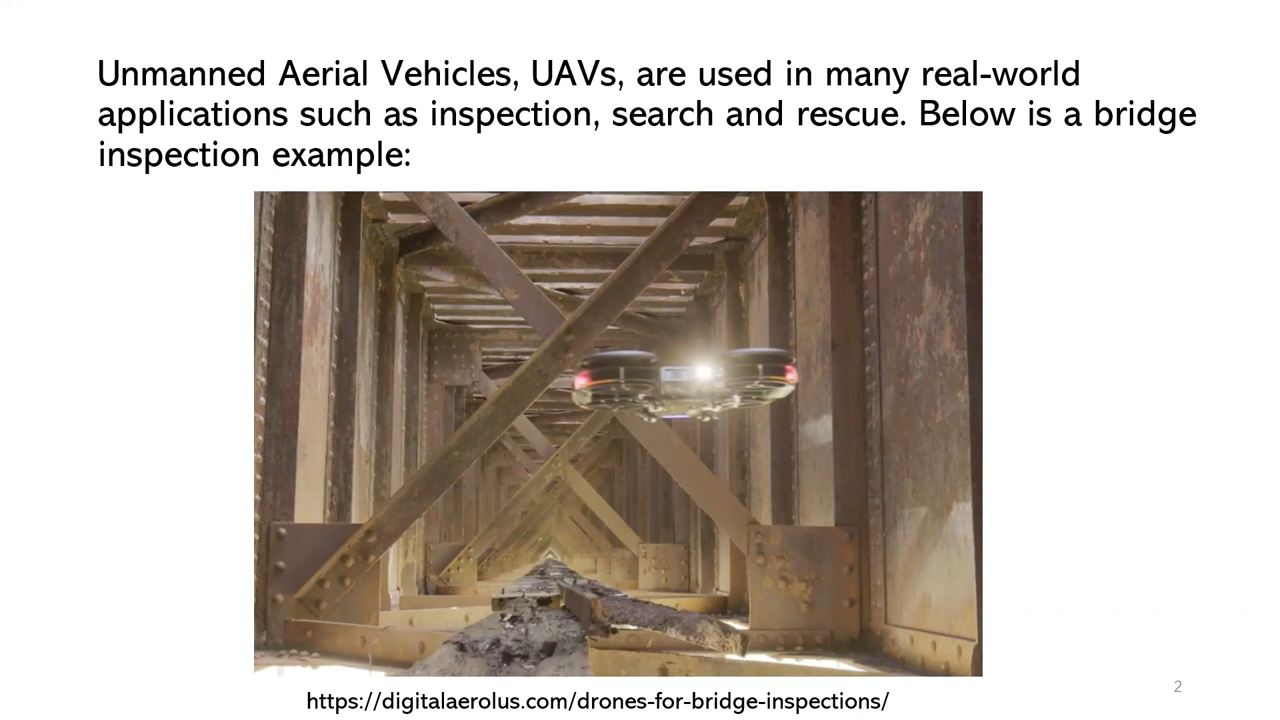 Unmanned Aerial Vehicles, UAVs, are used in many real-world
applications such as inspection, search and rescue. Below is a bridge
inspection example:
https://digitalaerolus.com/drones-for-bridge-inspections/
2